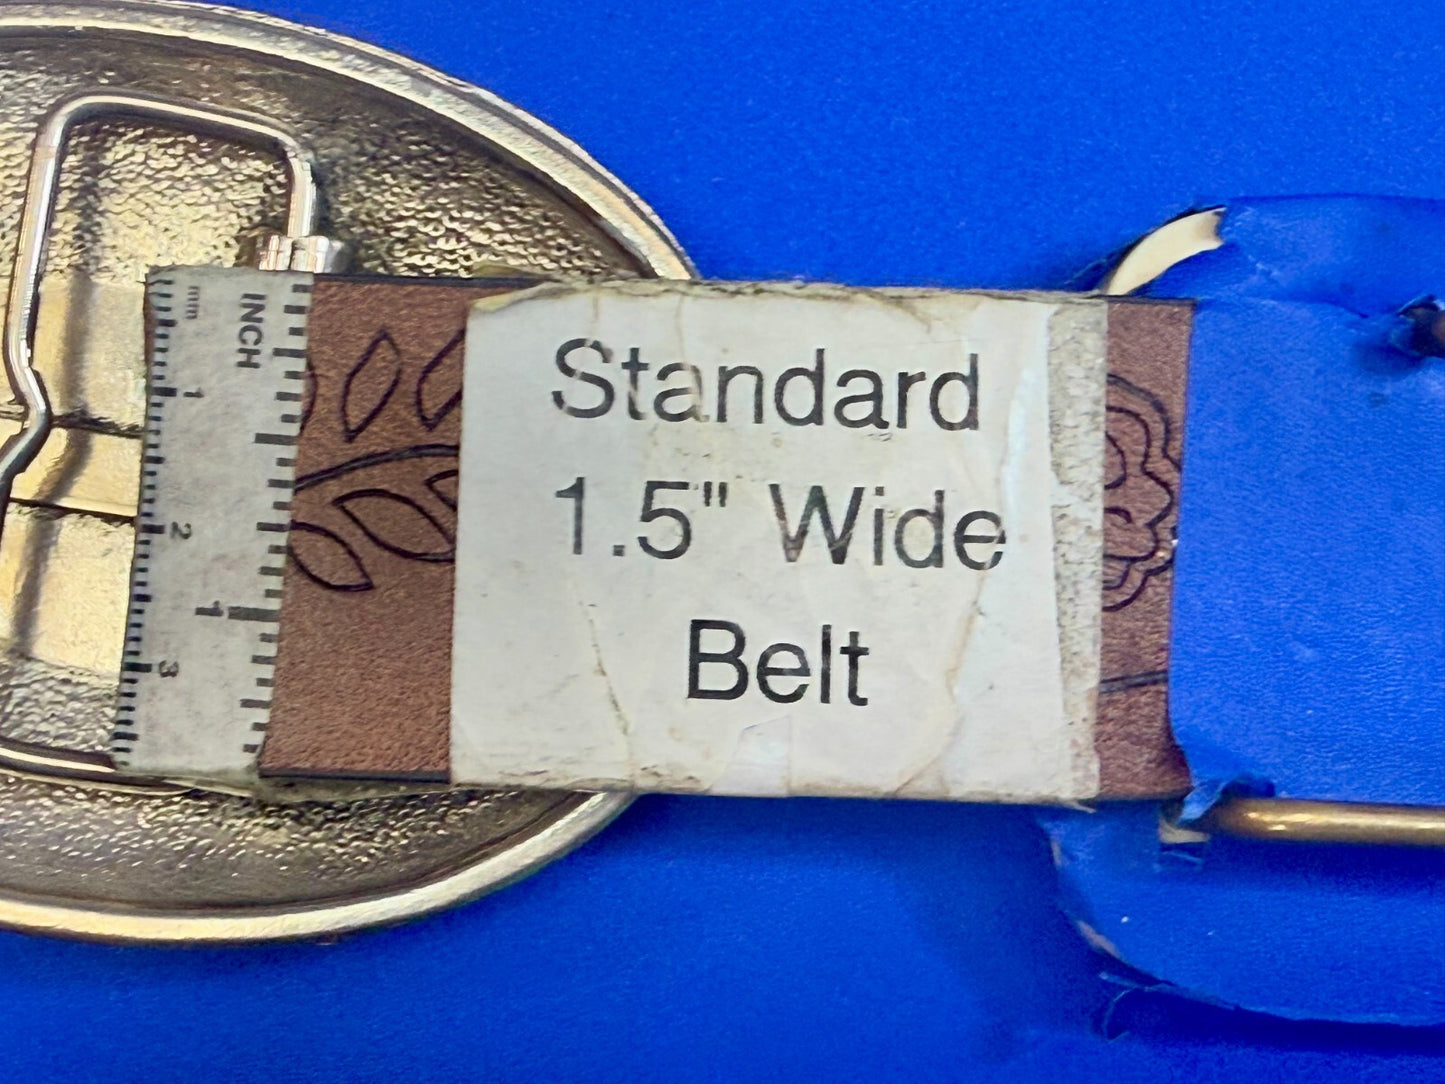 mm
INCH
1
2
1
3
Standard
1.5" Wide
Belt